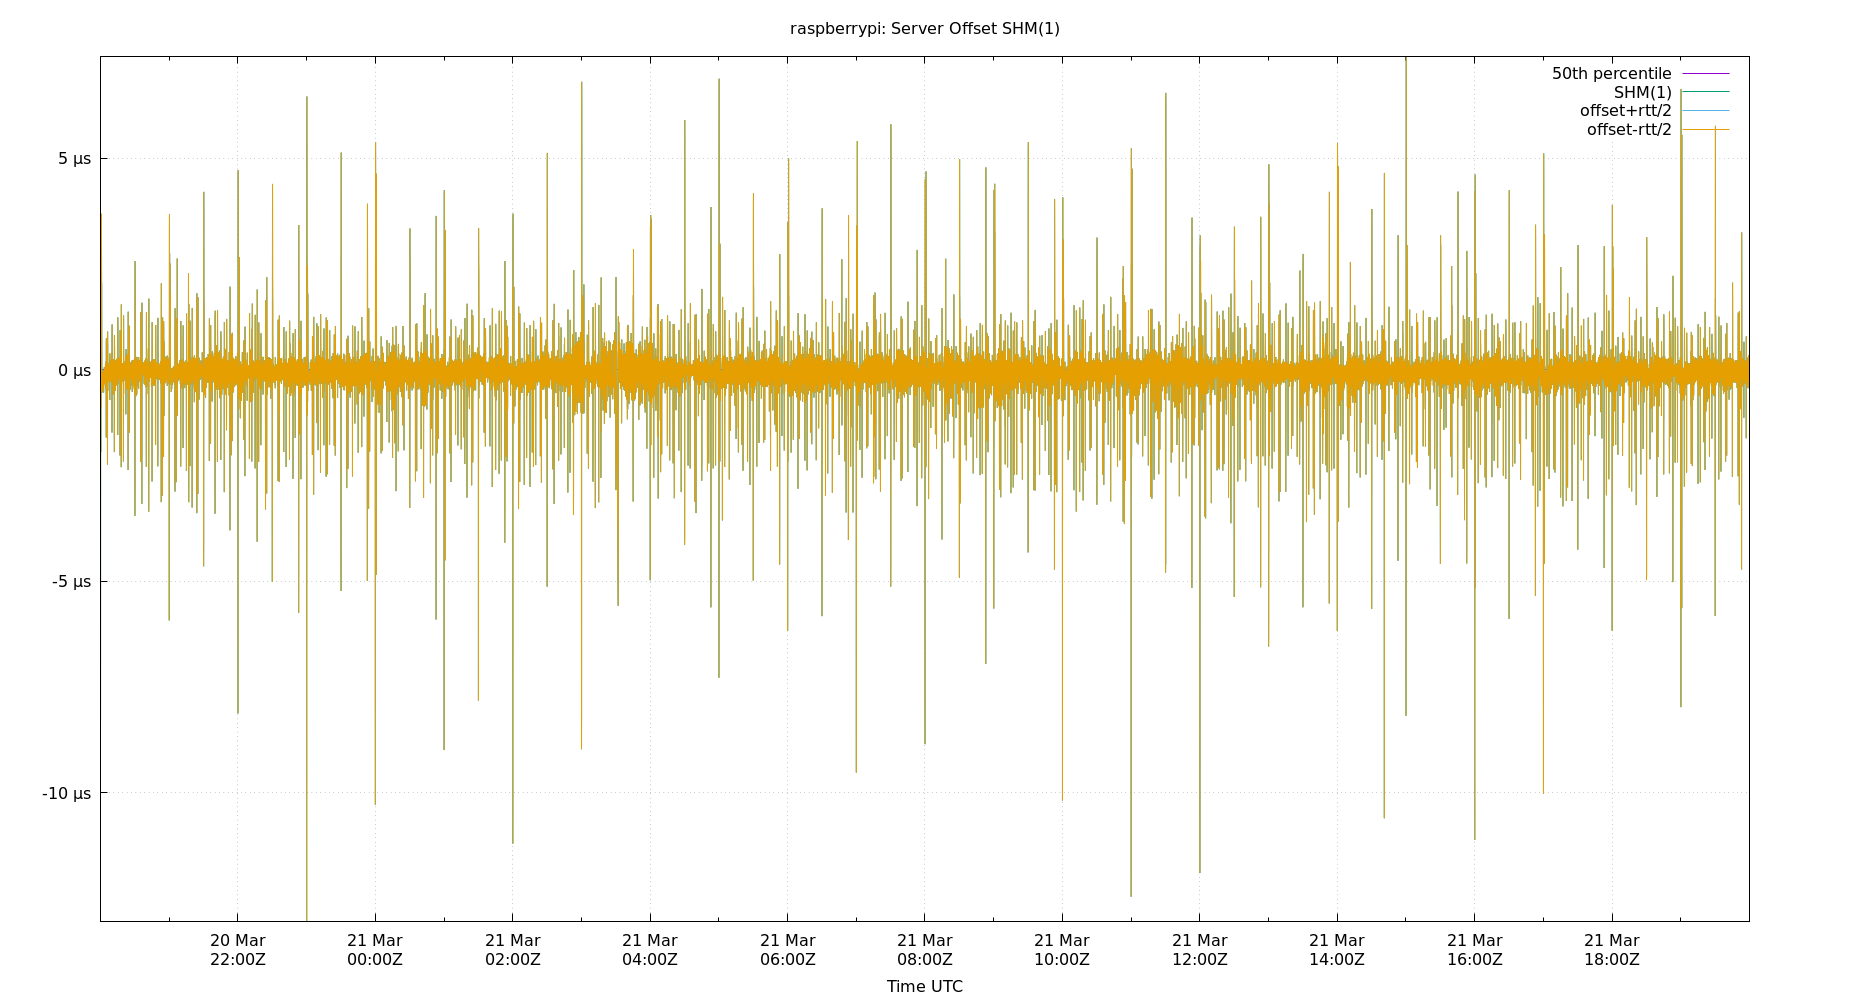 raspberrypi: Server Offset SHM(1)
50th percentile
SHM(1)
offset+rtt/2
offset-rtt/2
5 µs
0 µs
-5 µs
-10 µs
20 Mar 21 Mar 21 Mar 21 Mar 21 Mar 21 Mar 21 Mar 21 Mar 21 Mar 21 Mar 21 Mar
22:00Z 00:00Z 02:00Z 04:00Z 06:00Z 08:00Z 10:00Z 12:00Z 14:00Z 16:00Z 18:00Z
Time UTC